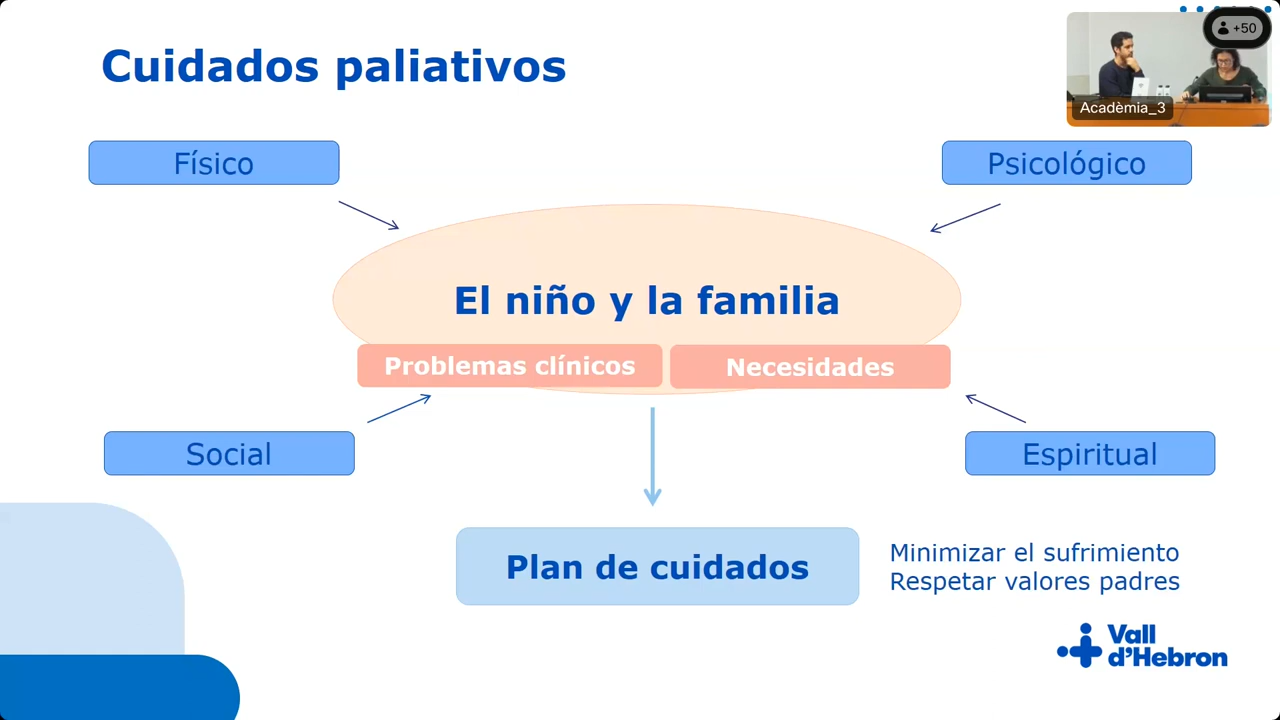 Cuidados paliativos
+50
Acadèmia_3
Físico
Psicológico
El niño y la familia
Problemas clínicos
Necesidades
Social
Espiritual
Plan de cuidados
Minimizar el sufrimiento
Respetar valores padres
Vall
d'Hebron